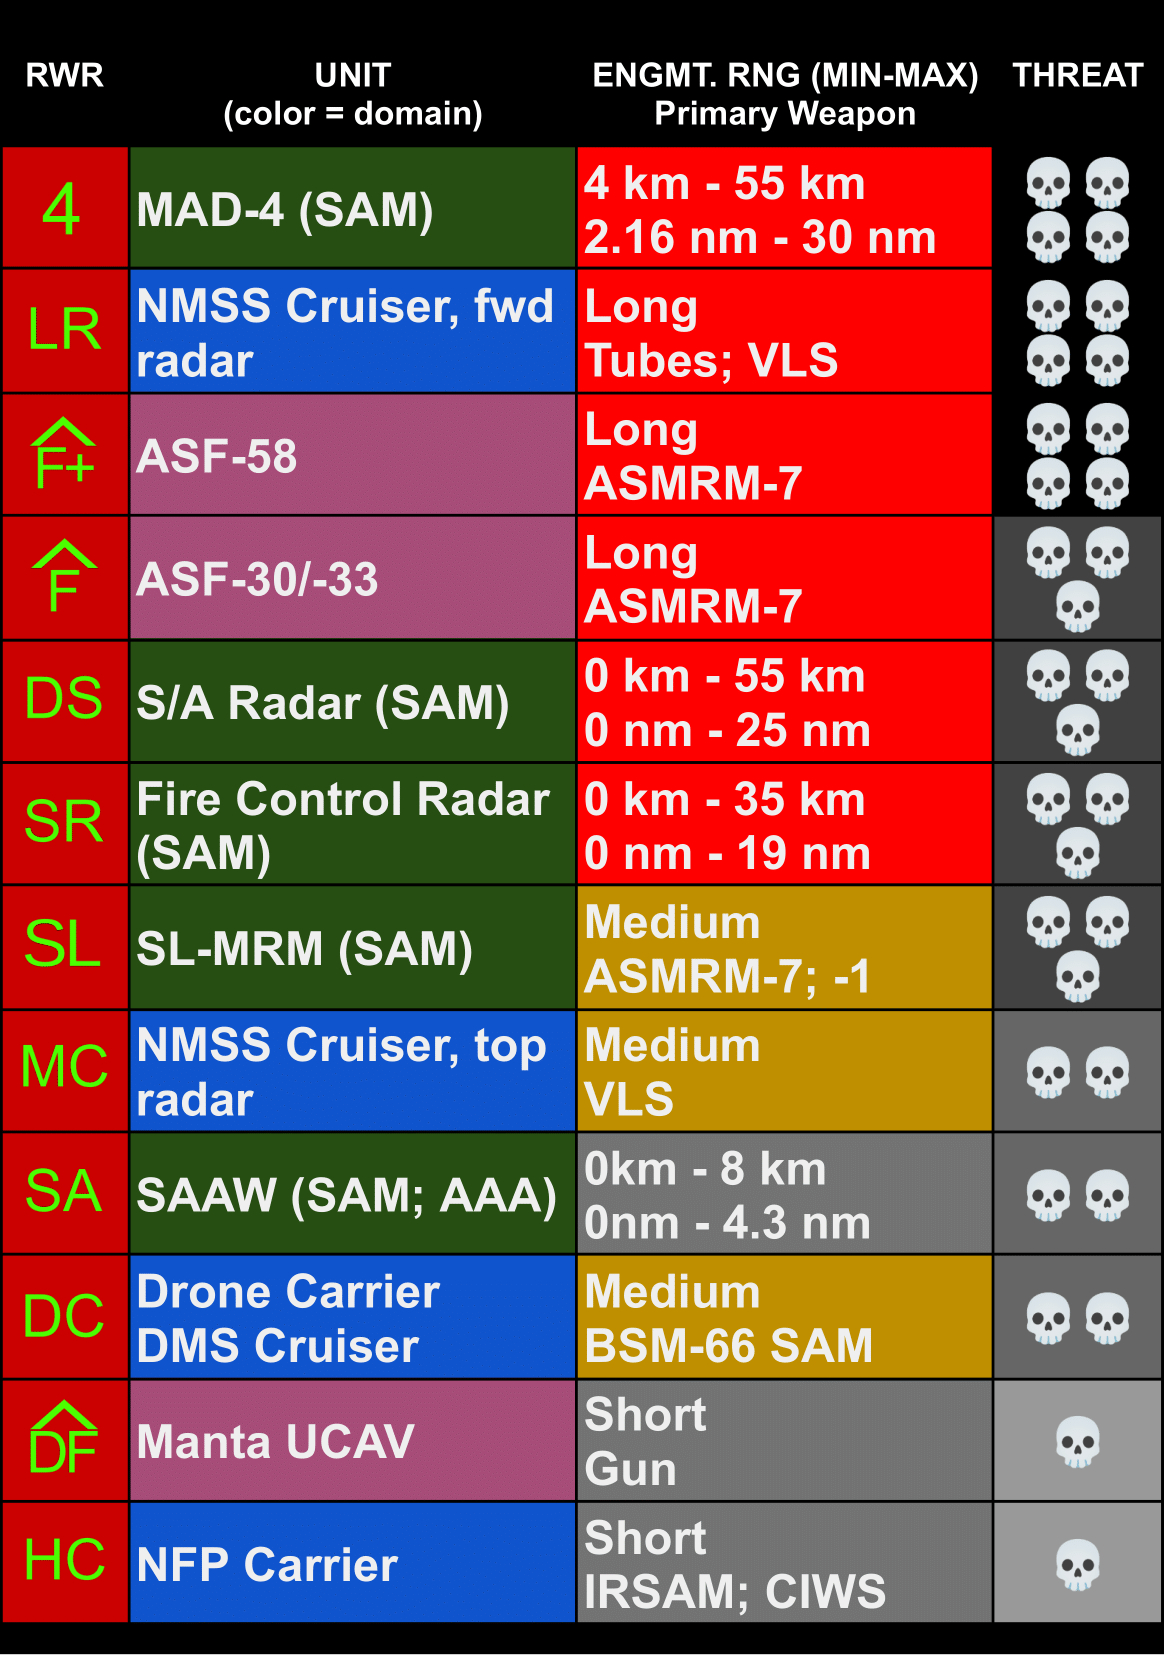 RWR
UNIT
(color = domain)
ENGMT. RNG (MIN-MAX)
Primary Weapon
THREAT
4
MAD-4 (SAM)
4 km - 55 km
2.16 nm - 30 nm
LR
NMSS Cruiser, fwd
radar
Long
Tubes; VLS
F+
ASF-58
Long
ASMRM-7
F
ASF-30/-33
Long
ASMRM-7
DS
S/A Radar (SAM)
0 km - 55 km
0 nm - 25 nm
SR
Fire Control Radar
(SAM)
0 km - 35 km
0 nm - 19 nm
SL
SL-MRM (SAM)
Medium
ASMRM-7; -1
MC
NMSS Cruiser, top
radar
Medium
VLS
SA
SAAW (SAM; AAA)
0km - 8 km
0nm - 4.3 nm
DC
Drone Carrier
DMS Cruiser
Medium
BSM-66 SAM
DF
Manta UCAV
Short
Gun
HC
NFP Carrier
Short
IRSAM; CIWS